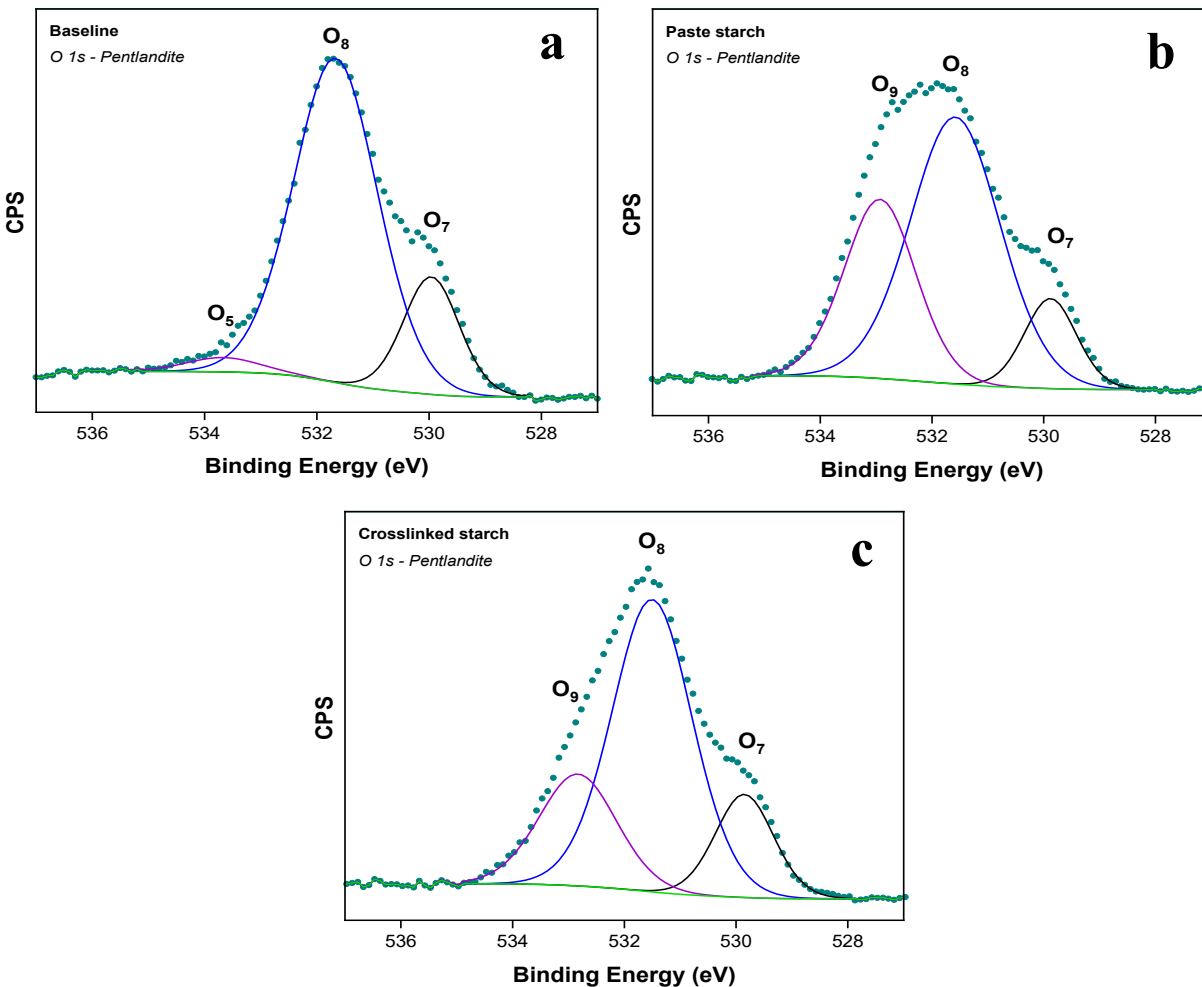 Baseline
O 1s - Pentlandite
a
O₈
O₇
O₅
CPS
536 534 532 530 528
Binding Energy (eV)
Paste starch
O 1s - Pentlandite
b
O₉
O₈
O₇
CPS
536 534 532 530 528
Binding Energy (eV)
Crosslinked starch
O 1s - Pentlandite
c
O₈
O₉
O₇
CPS
536 534 532 530 528
Binding Energy (eV)